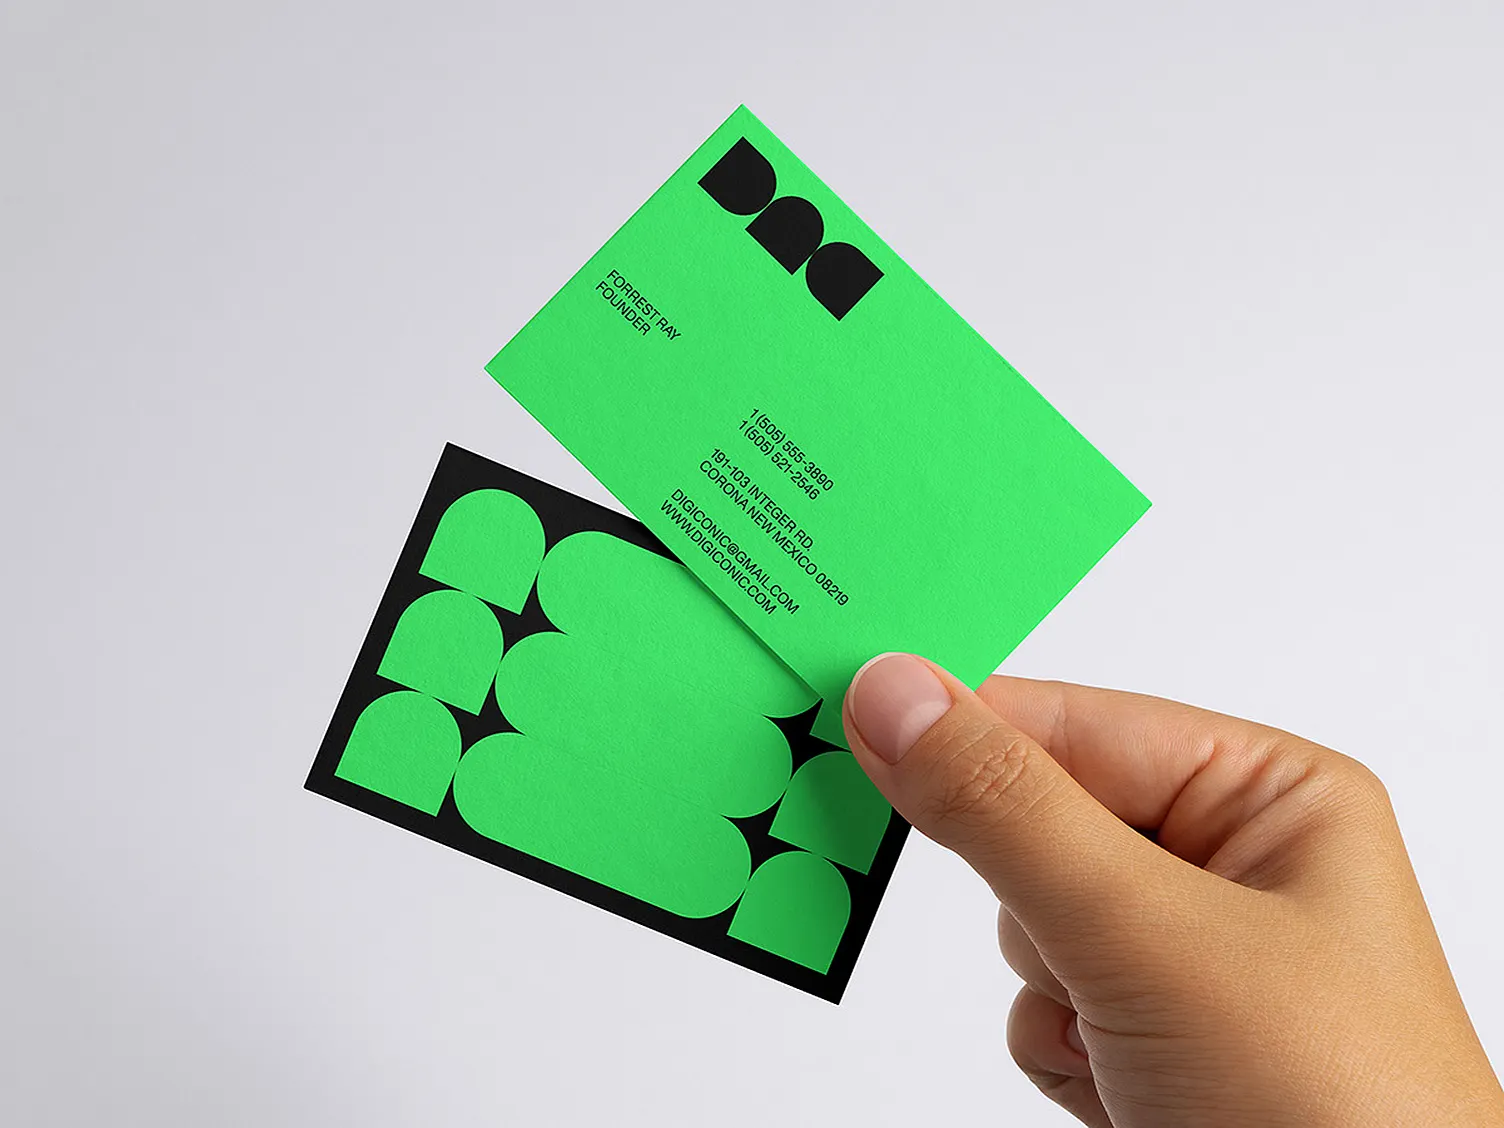 FORREST RAY
FOUNDER
1 (505) 555-3890
1 (505) 521-2546
191-103 INTEGER RD.
CORONA NEW MEXICO 08219
DIGICONIC@GMAIL.COM
WWW.DIGICONIC.COM